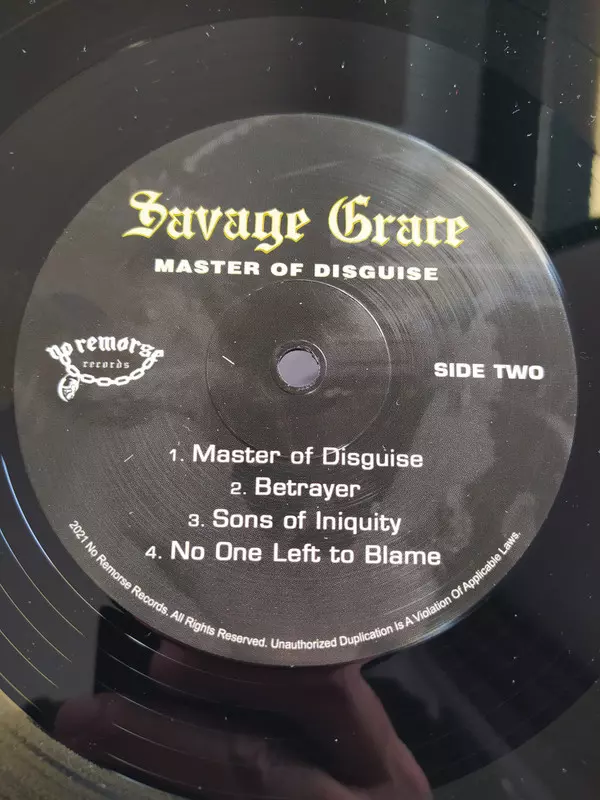 Savage Grace
MASTER OF DISGUISE
no remorse
records
SIDE TWO
1. Master of Disguise
2. Betrayer
3. Sons of Iniquity
4. No One Left to Blame
2021 No Remorse Records. All Rights Reserved. Unauthorized Duplication Is A Violation Of Applicable Laws.